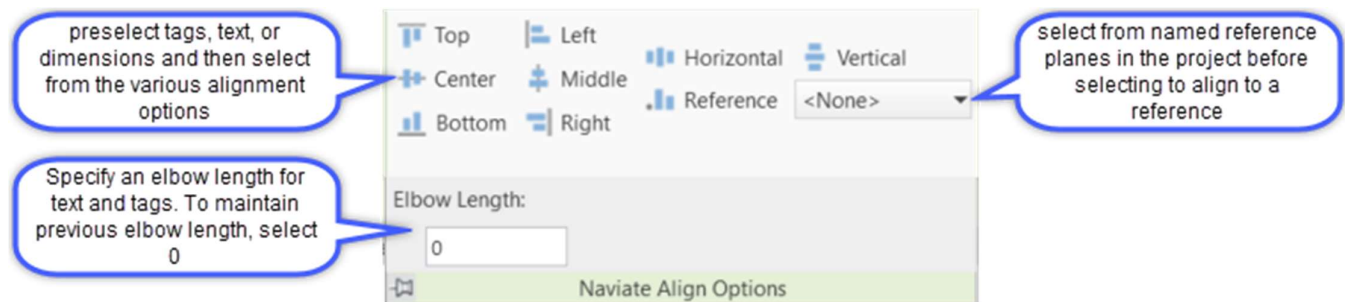 preselect tags, text, or
dimensions and then select
from the various alignment
options
Top
Left
Horizontal
Vertical
Center
Middle
Reference
<None>
Bottom
Right
select from named reference
planes in the project before
selecting to align to a
reference
Specify an elbow length for
text and tags. To maintain
previous elbow length, select
0
Elbow Length:
0
Naviate Align Options